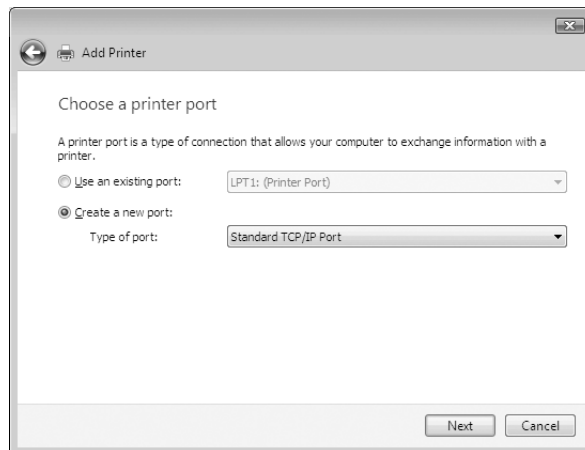 Add Printer
Choose a printer port
A printer port is a type of connection that allows your computer to exchange information with a
printer.
Use an existing port: LPT1: (Printer Port)
Create a new port:
Type of port: Standard TCP/IP Port
Next Cancel